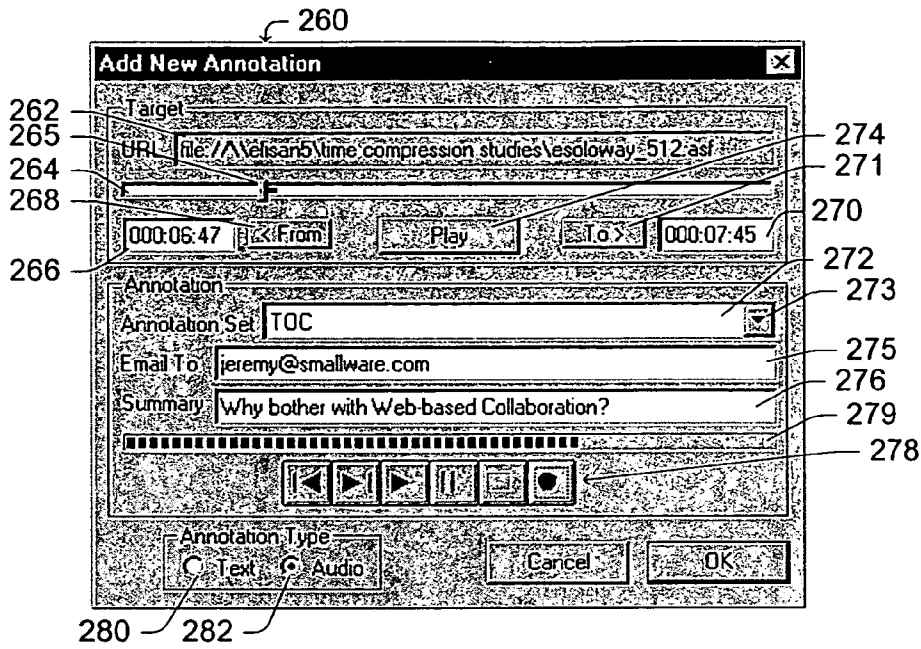 260
Add New Annotation
262
Target
265
URL file://\\elisan5\time compression studies\esoloway_512.asf
274
264
271
268
270
000:06:47 < From Play To > 000:07:45
266
272
Annotation
273
Annotation Set TOC
275
Email To jeremy@smallware.com
276
Summary Why bother with Web-based Collaboration?
279
278
Annotation Type
Text Audio Cancel OK
280 282